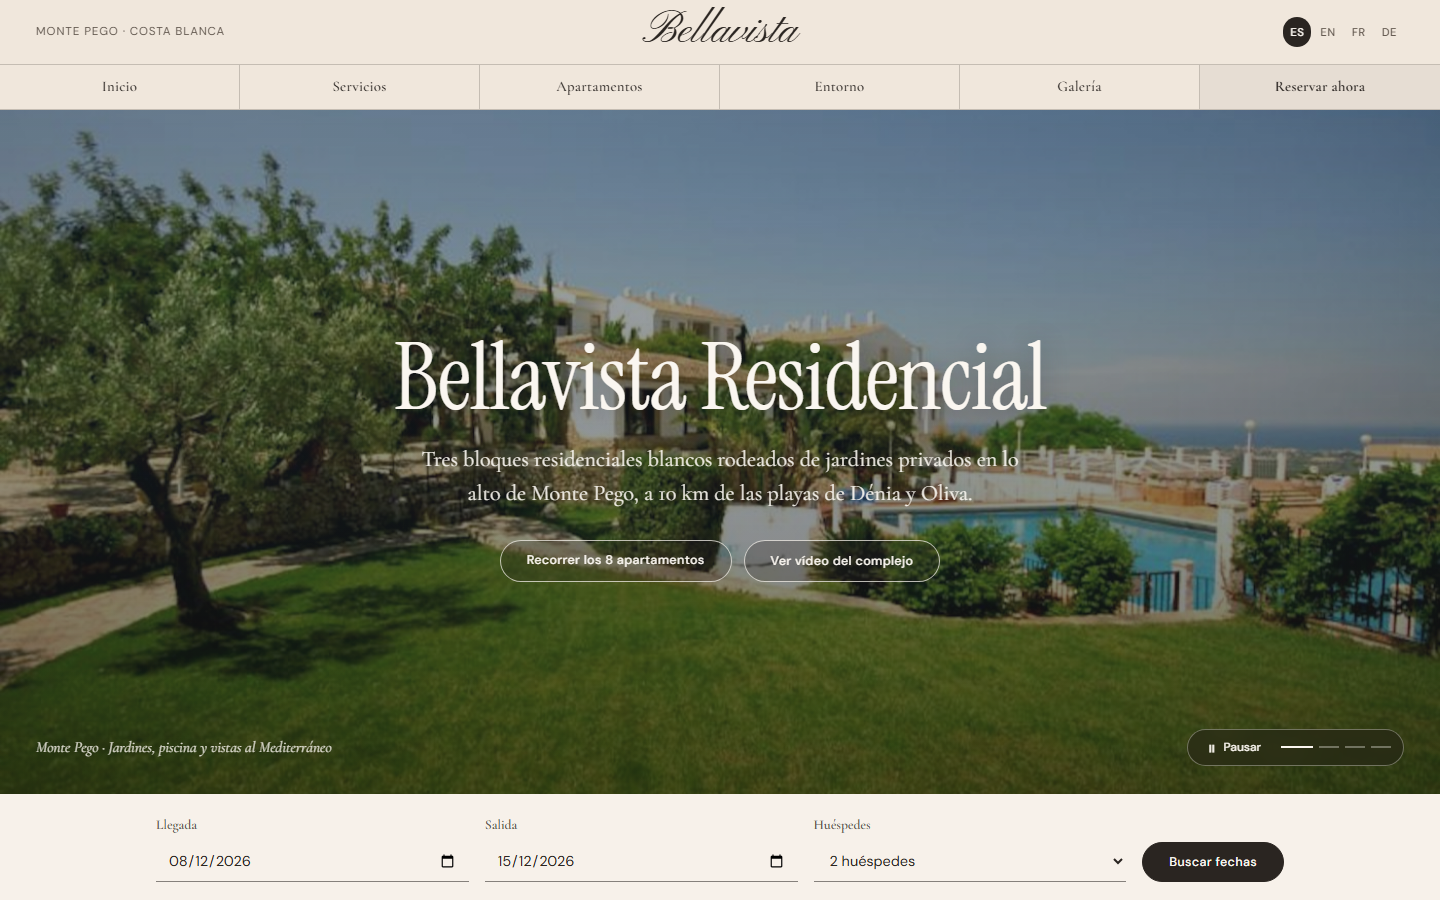 MONTE PEGO · COSTA BLANCA
Bellavista
ES EN FR DE
Inicio
Servicios
Apartamentos
Entorno
Galería
Reservar ahora
Bellavista Residencial
Tres bloques residenciales blancos rodeados de jardines privados en lo
alto de Monte Pego, a 10 km de las playas de Dénia y Oliva.
Recorrer los 8 apartamentos
Ver vídeo del complejo
Monte Pego · Jardines, piscina y vistas al Mediterráneo
Pausar
Llegada
08/12/2026
Salida
15/12/2026
Huéspedes
2 huéspedes
Buscar fechas